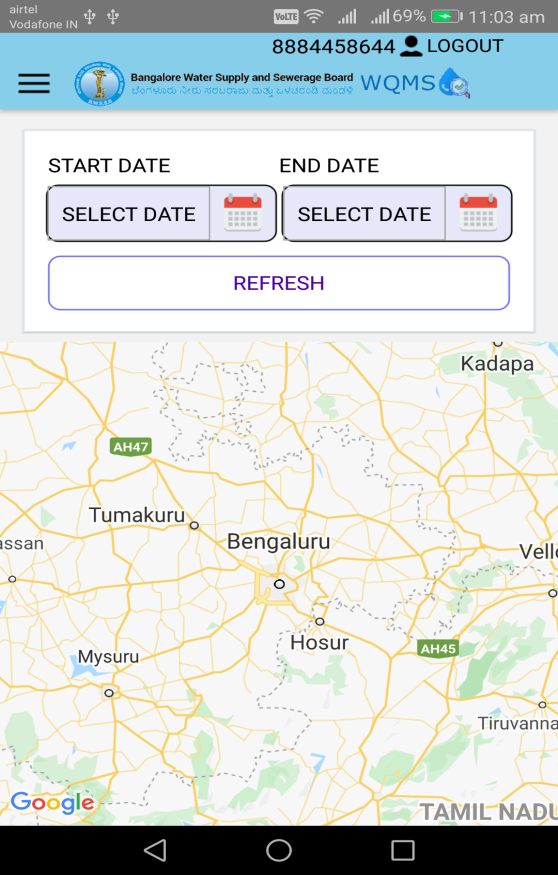 airtel
Vodafone IN
VoLTE
69%
11:03 am
8884458644 LOGOUT
Bangalore Water Supply and Sewerage Board
ಬೆಂಗಳೂರು ನೀರು ಸರಬರಾಜು ಮತ್ತು ಒಳಚರಂಡಿ ಮಂಡಳಿ
WQMS
START DATE END DATE
SELECT DATE SELECT DATE
REFRESH
Kadapa
AH47
Tumakuru
Bengaluru
assan
Vell
Hosur
AH45
Mysuru
Tiruvanna
Google
TAMIL NADU